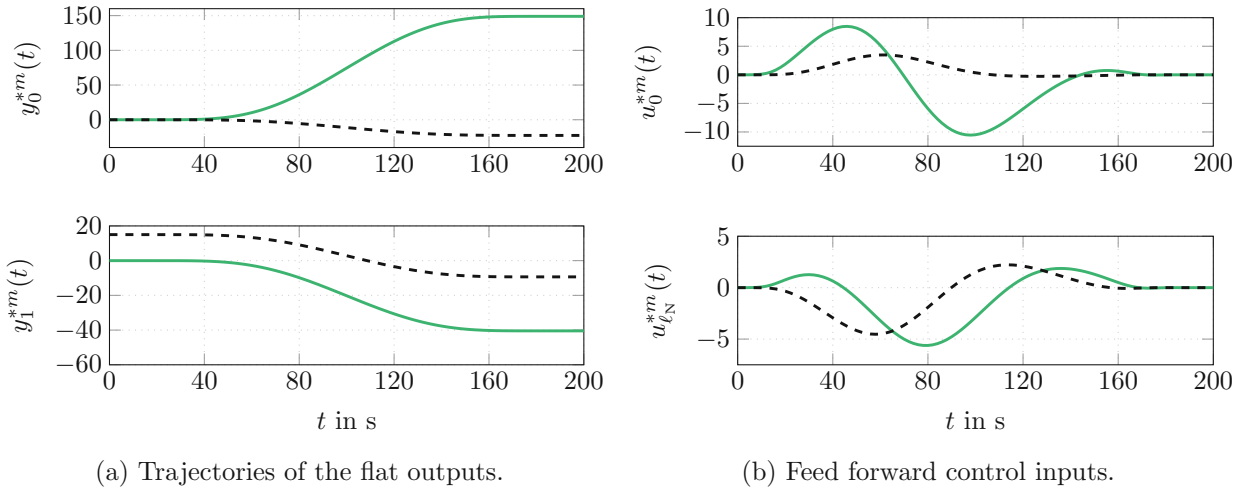 150
100
50
0
y_0^{*m}(t)
0 40 80 120 160 200
20
0
−20
−40
−60
y_1^{*m}(t)
0 40 80 120 160 200
t in s
(a) Trajectories of the flat outputs.
10
5
0
−5
−10
u_0^{*m}(t)
0 40 80 120 160 200
5
0
−5
u_{ℓ_N}^{*m}(t)
0 40 80 120 160 200
t in s
(b) Feed forward control inputs.